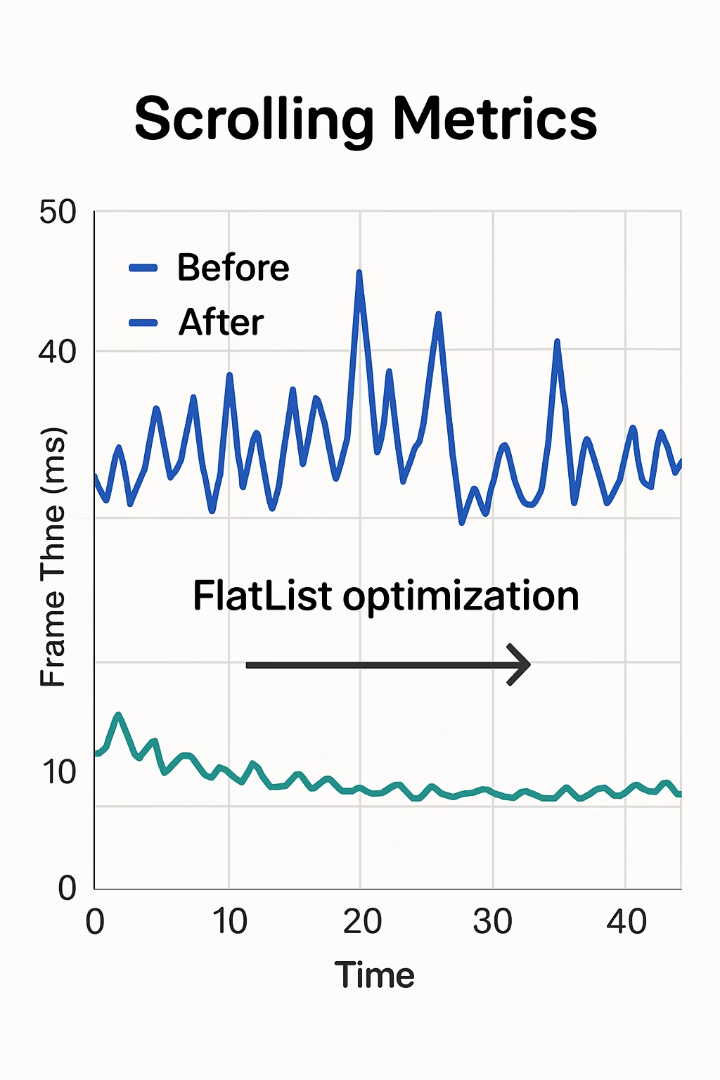 Scrolling Metrics
50
Before
After
40
Frame Thne (ms)
FlatList optimization
10
0
0 10 20 30 40
Time